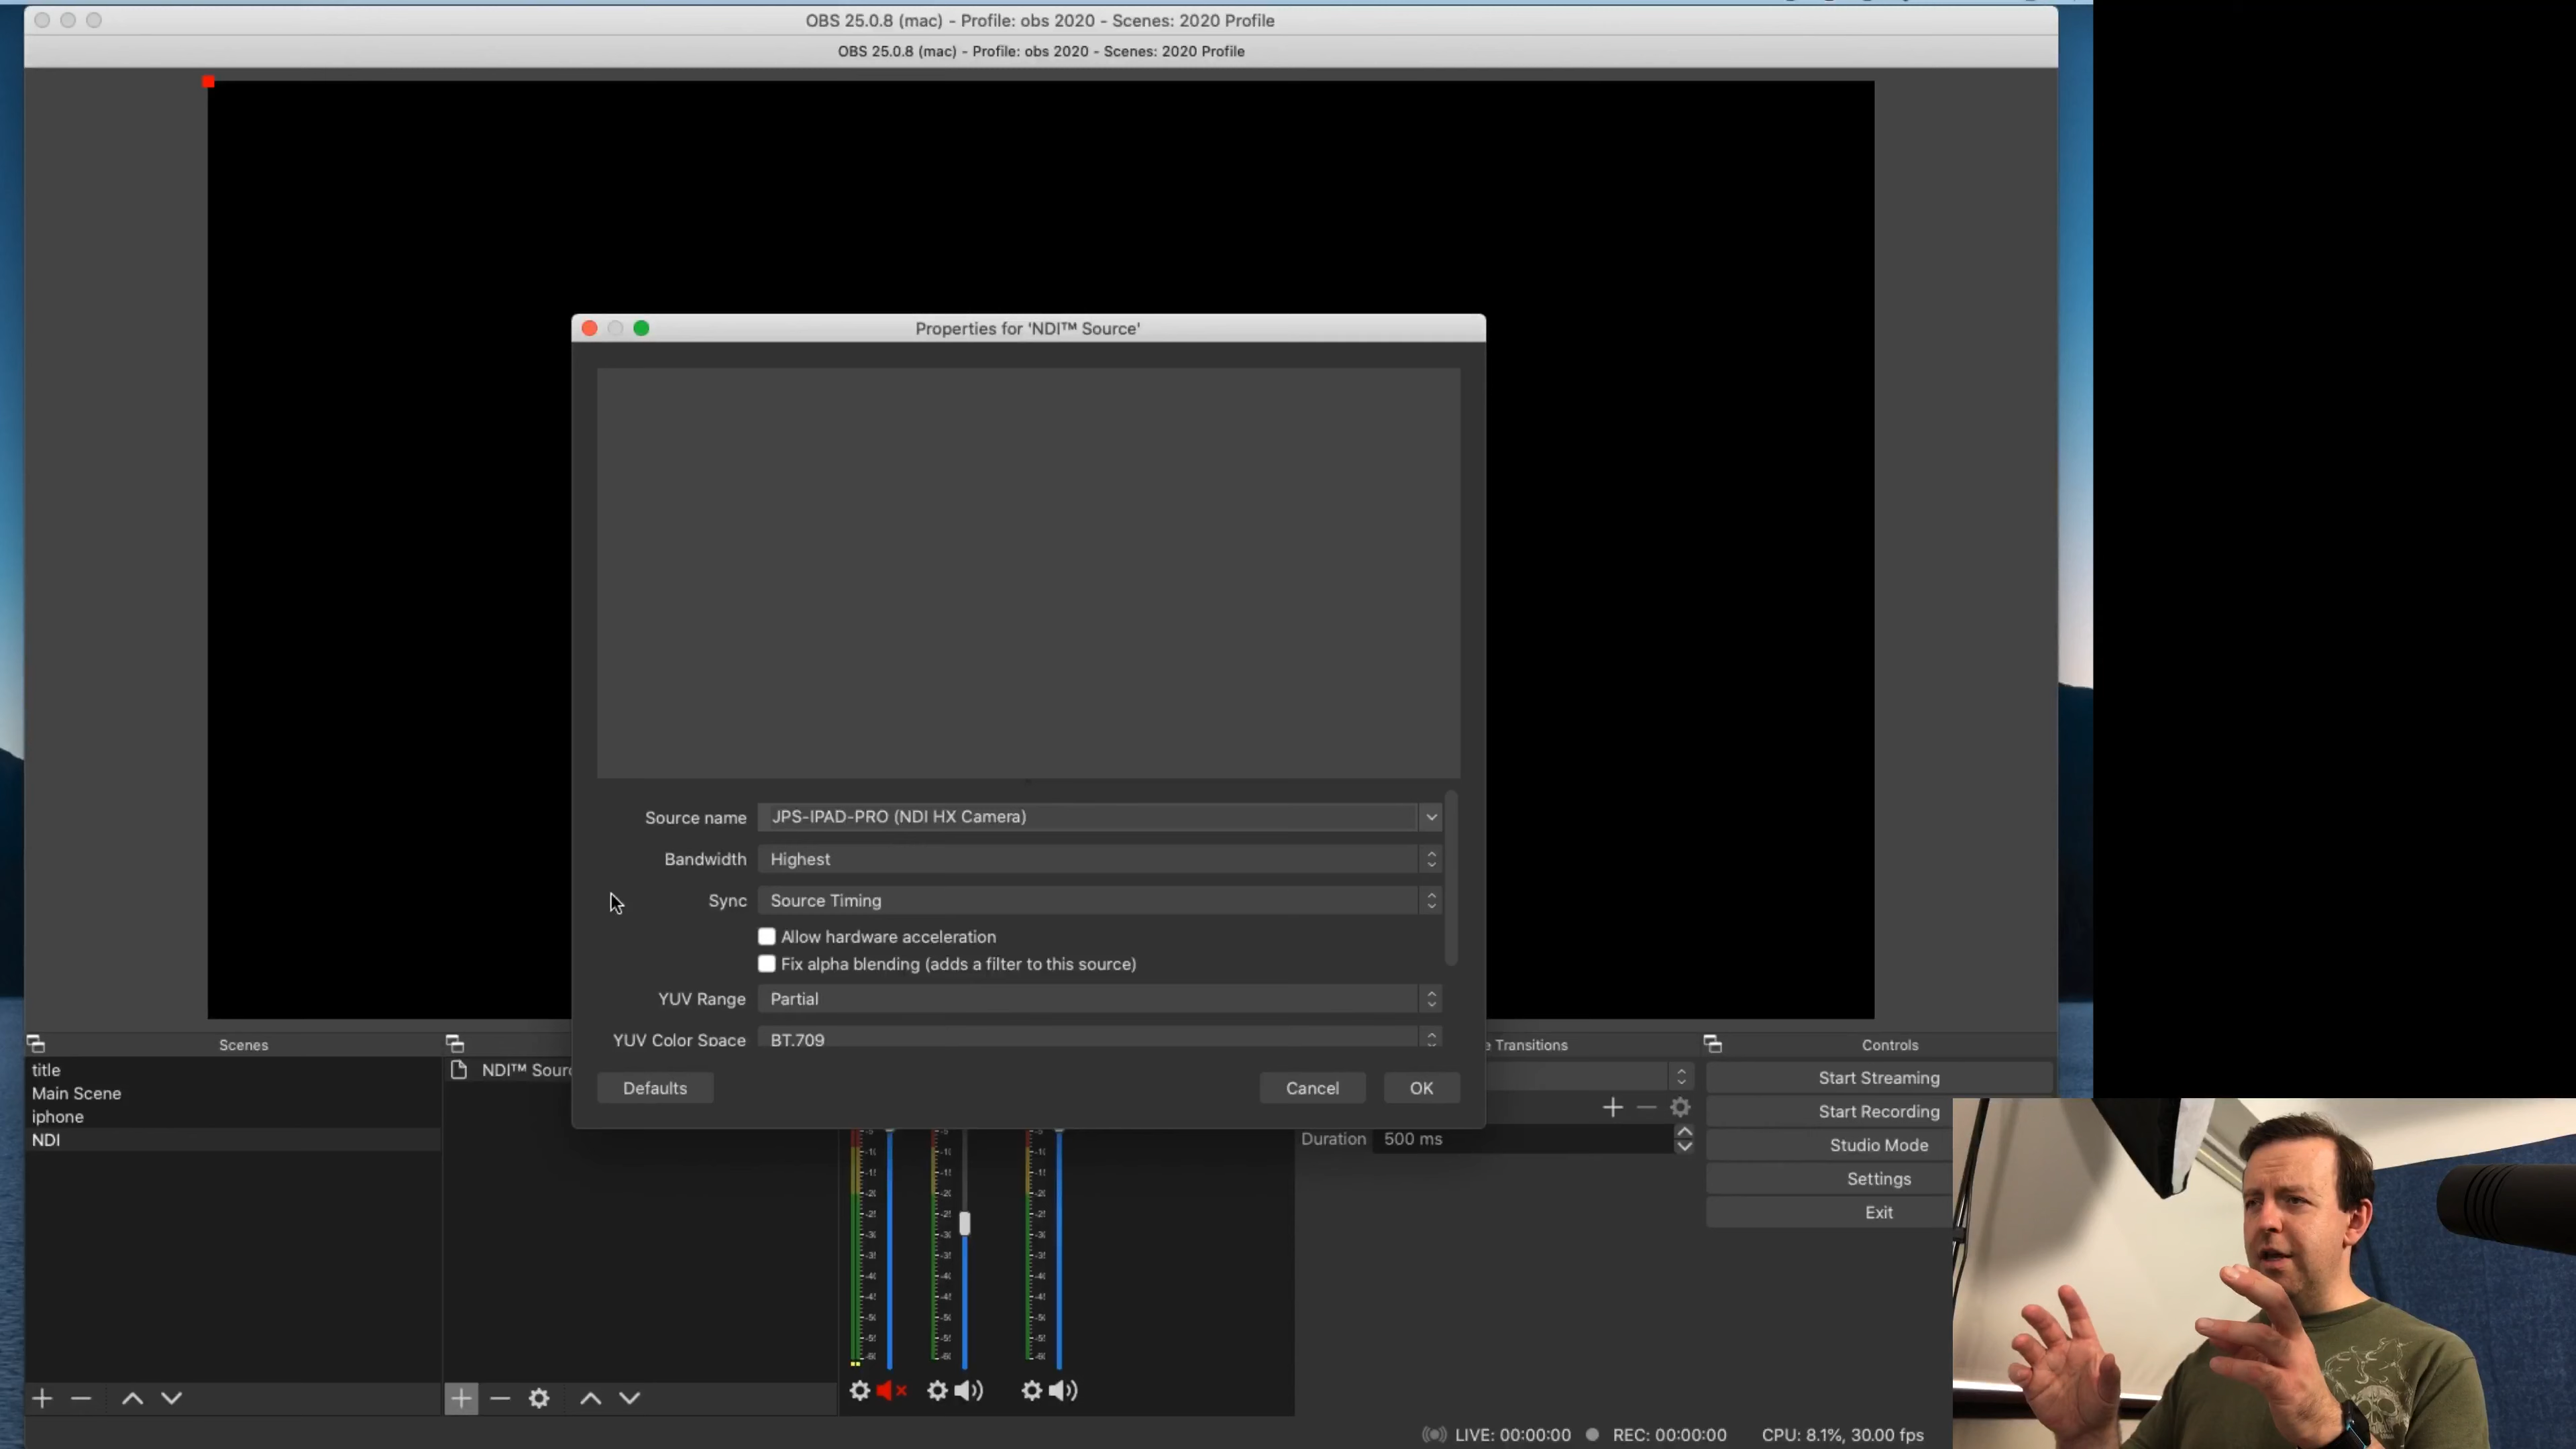 OBS 25.0.8 (mac) - Profile: obs 2020 - Scenes: 2020 Profile
OBS 25.0.8 (mac) - Profile: obs 2020 - Scenes: 2020 Profile
Properties for 'NDI™ Source'
Source name JPS-IPAD-PRO (NDI HX Camera)
Bandwidth Highest
Sync Source Timing
Allow hardware acceleration
Fix alpha blending (adds a filter to this source)
YUV Range Partial
YUV Color Space BT.709
Defaults Cancel OK
Scenes
title
Main Scene
iphone
NDI
NDI™ Sourc
e Transitions
Duration 500 ms
Controls
Start Streaming
Start Recording
Studio Mode
Settings
Exit
LIVE: 00:00:00 REC: 00:00:00 CPU: 8.1%, 30.00 fps